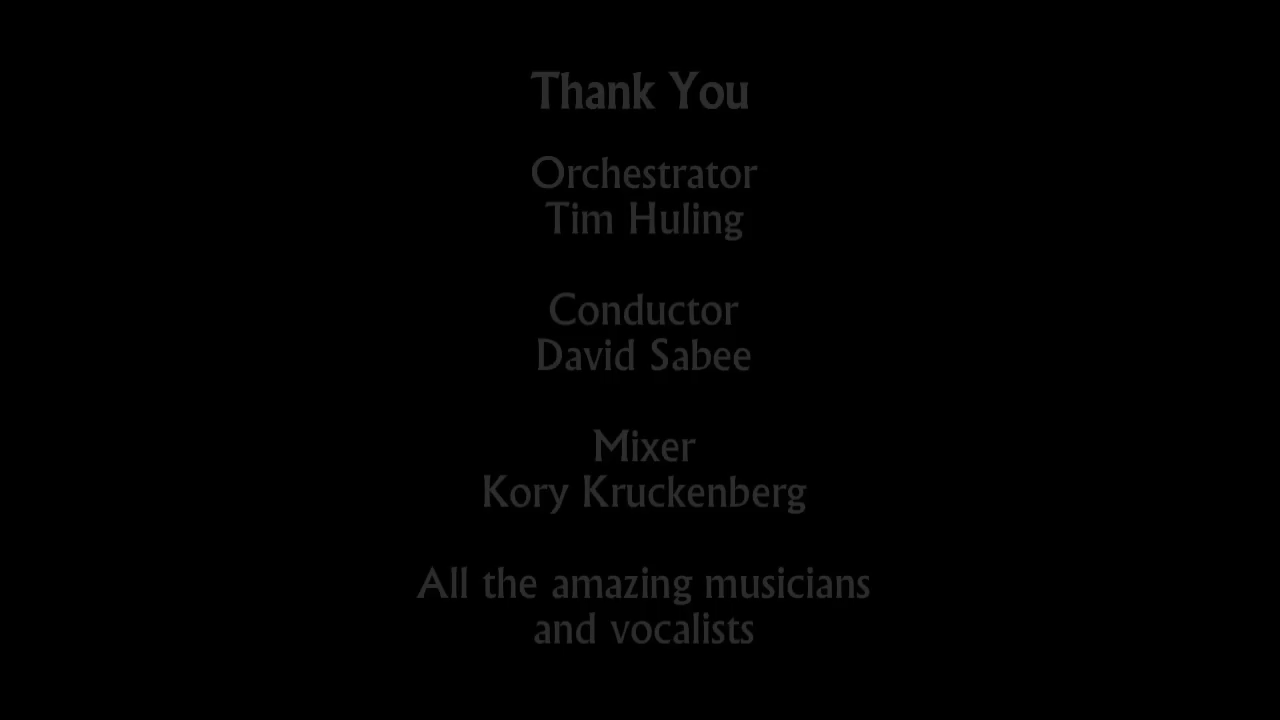 Thank You
Orchestrator
Tim Huling
Conductor
David Sabee
Mixer
Kory Kruckenberg
All the amazing musicians
and vocalists